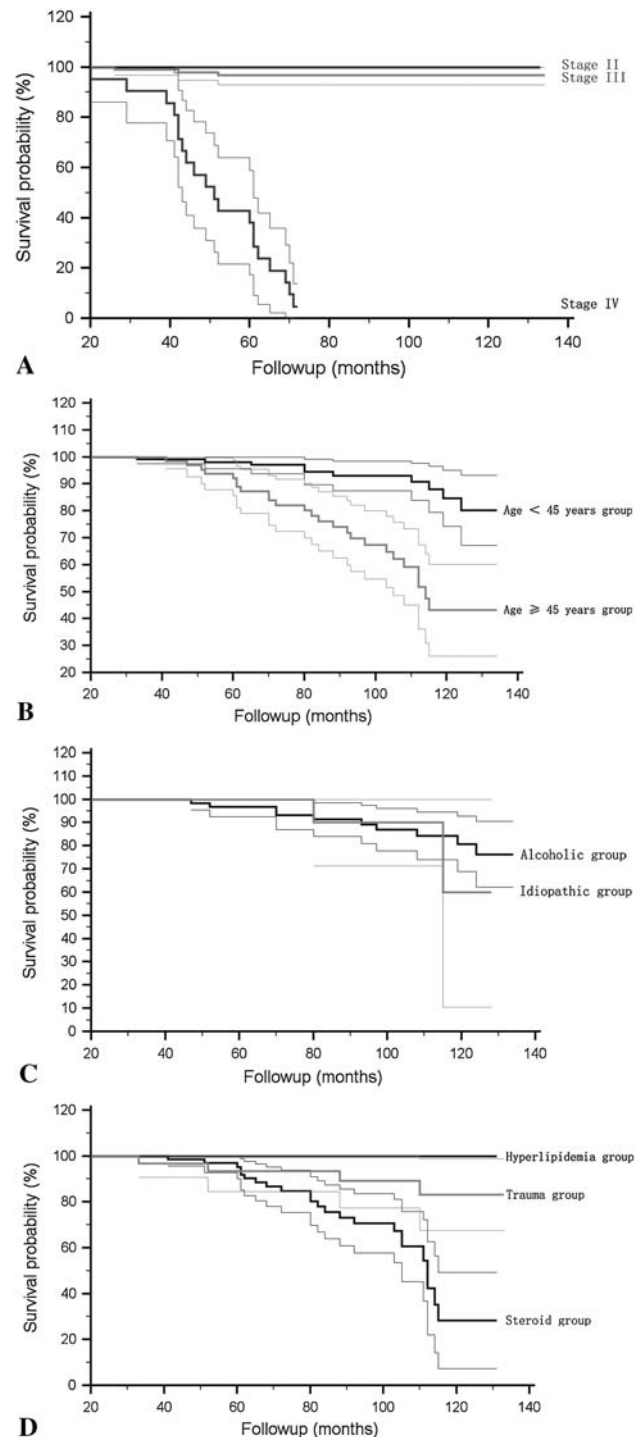 100
80
60
40
20
0
Survival probability (%)
Stage II
Stage III
Stage IV
20 40 60 80 100 120 140
Followup (months)
A
120
110
100
90
80
70
60
50
40
30
20
Survival probability (%)
Age < 45 years group
Age ≥ 45 years group
20 40 60 80 100 120 140
Followup (months)
B
120
110
100
90
80
70
60
50
40
30
20
10
0
Survival probability (%)
Alcoholic group
Idiopathic group
20 40 60 80 100 120 140
Followup (months)
C
120
100
80
60
40
20
0
Survival probability (%)
Hyperlipidemia group
Trauma group
Steroid group
20 40 60 80 100 120 140
Followup (months)
D